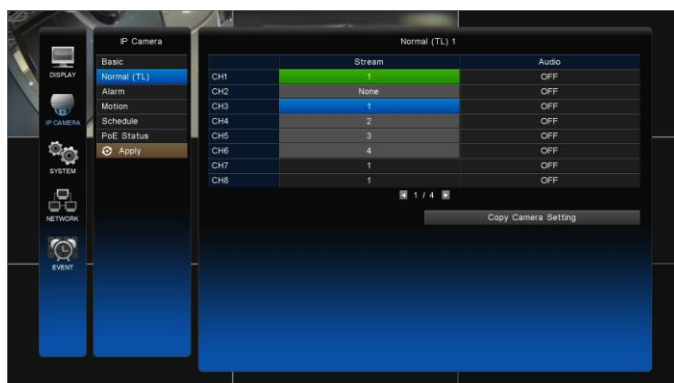 DISPLAY
IP CAMERA
SYSTEM
NETWORK
EVENT
IP Camera
Basic
Normal (TL)
Alarm
Motion
Schedule
PoE Status
Apply
Normal (TL) 1
Stream Audio
CH1 1 OFF
CH2 None OFF
CH3 1 OFF
CH4 2 OFF
CH5 3 OFF
CH6 4 OFF
CH7 1 OFF
CH8 1 OFF
1 / 4
Copy Camera Setting